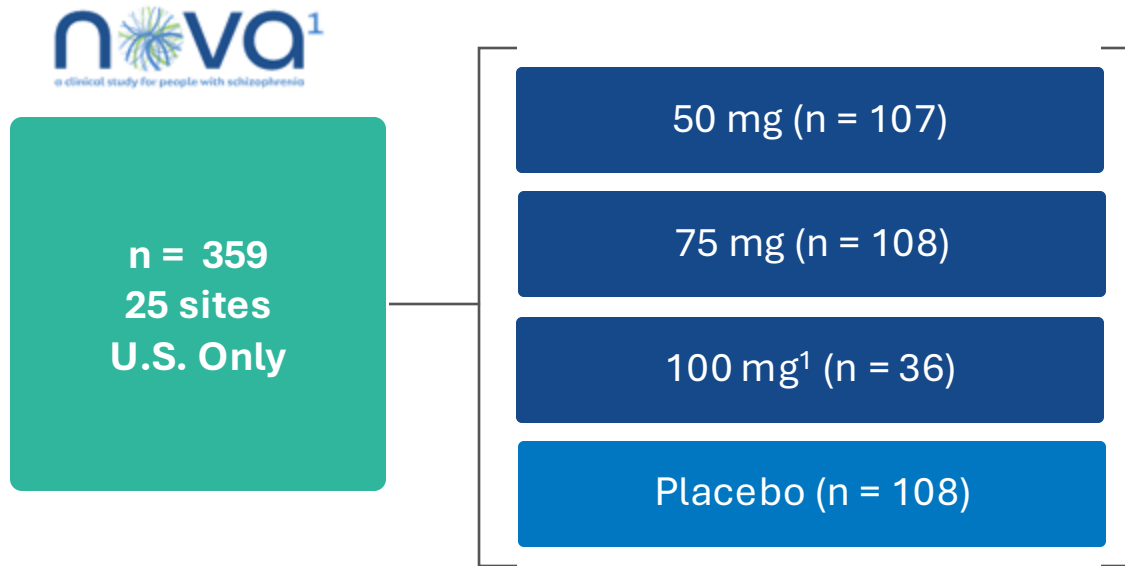 nova¹
a clinical study for people with schizophrenia
n = 359
25 sites
U.S. Only
50 mg (n = 107)
75 mg (n = 108)
100 mg¹ (n = 36)
Placebo (n = 108)